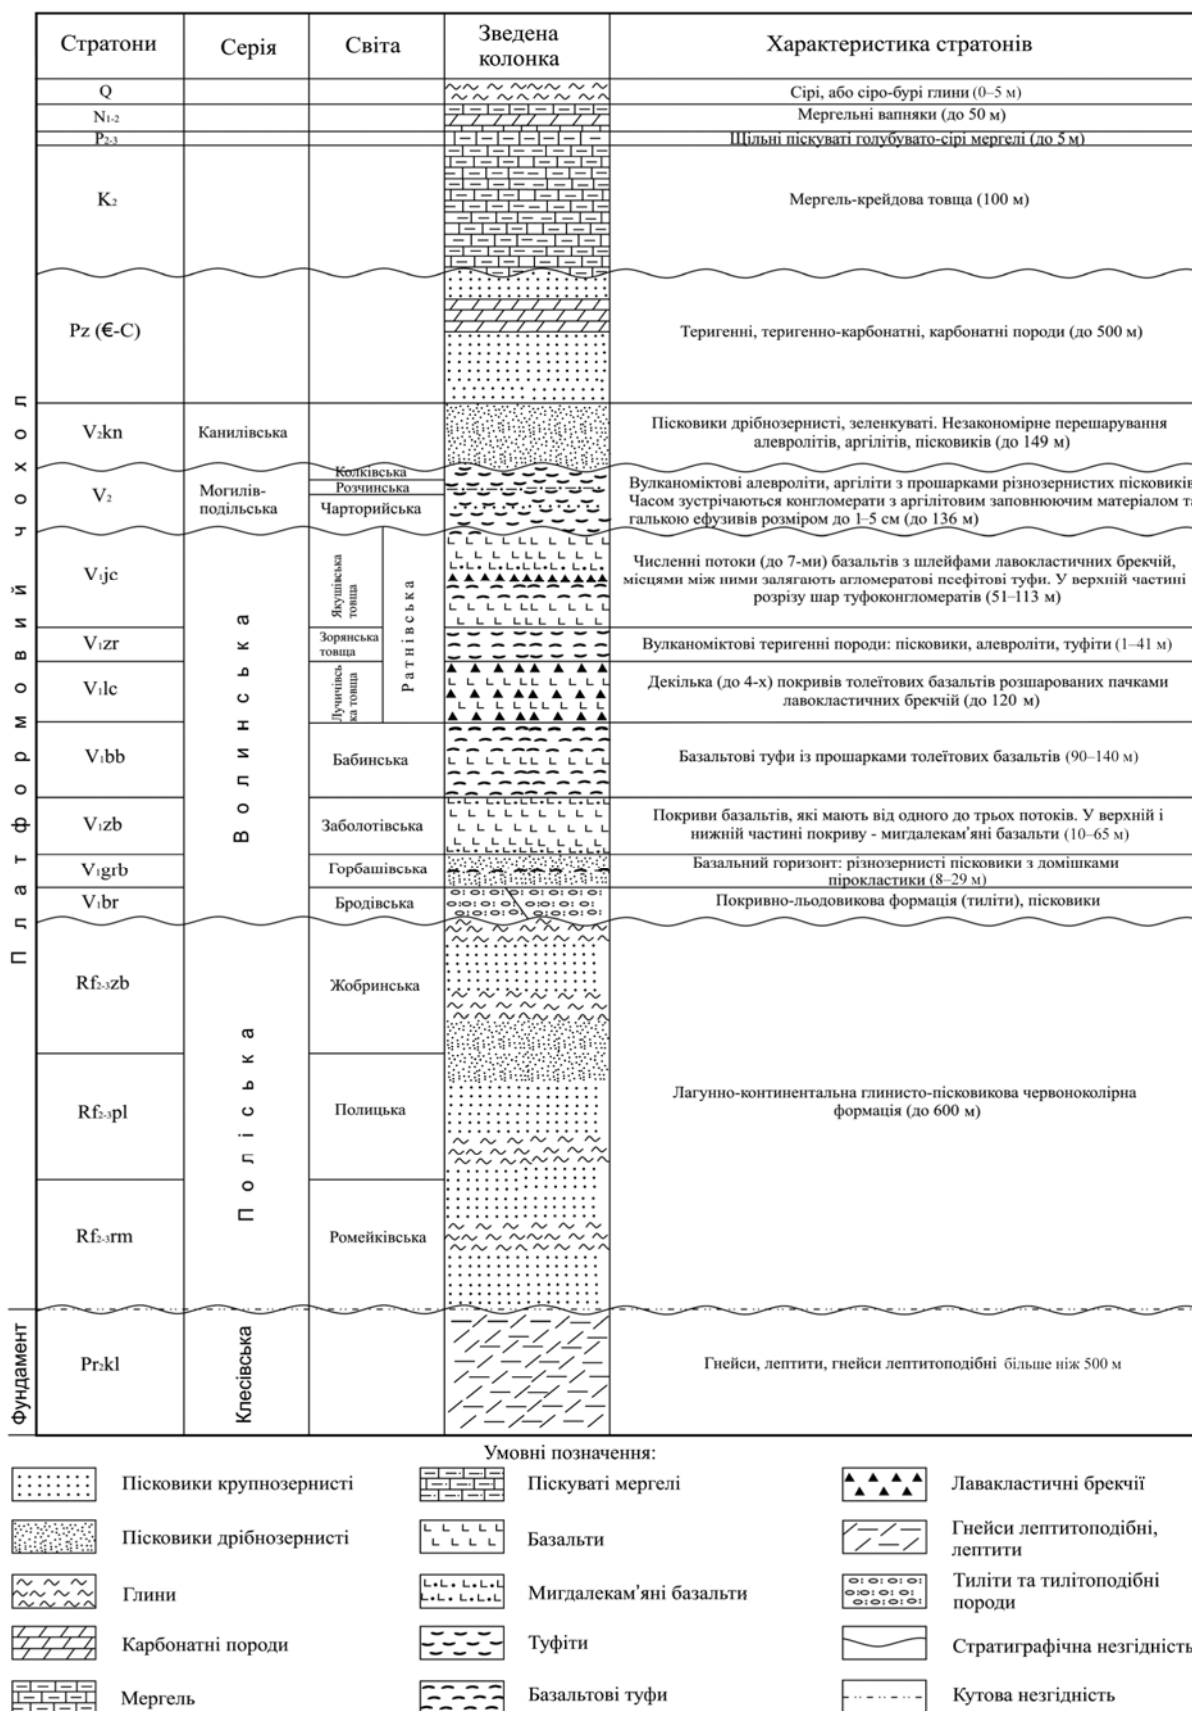 Стратони
Серія
Світа
Зведена
колонка
Характеристика стратонів
Платформовий чохол
Фундамент
Q
Сірі, або сіро-бурі глини (0–5 м)
N1-2
Мергельні вапняки (до 50 м)
P2-3
Щільні піскуваті голубувато-сірі мергелі (до 5 м)
K2
Мергель-крейдова товща (100 м)
Pz (€-C)
Теригенні, теригенно-карбонатні, карбонатні породи (до 500 м)
V2kn
Канилівська
Пісковики дрібнозернисті, зеленкуваті. Незакономірне перешарування
алевролітів, аргілітів, пісковиків (до 149 м)
V2
Могилів-
подільська
Колківська
Розчинська
Чарторийська
Вулканоміктові алевроліти, аргіліти з прошарками різнозернистих пісковиків
Часом зустрічаються конгломерати з аргілітовим заповнюючим матеріалом та
галькою ефузивів розміром до 1–5 см (до 136 м)
Волинська
Ратнівська
V1jc
Якушівська
товща
Численні потоки (до 7-ми) базальтів з шлейфами лавокластичних брекчій,
місцями між ними залягають агломератові псефітові туфи. У верхній частині
розрізу шар туфоконгломератів (51–113 м)
V1zr
Зорянська
товща
Вулканоміктові теригенні породи: пісковики, алевроліти, туфіти (1–41 м)
V1lc
Лучичівсь
ка товща
Декілька (до 4-х) покривів толеїтових базальтів розшарованих пачками
лавокластичних брекчій (до 120 м)
V1bb
Бабинська
Базальтові туфи із прошарками толеїтових базальтів (90–140 м)
V1zb
Заболотівська
Покриви базальтів, які мають від одного до трьох потоків. У верхній і
нижній частині покриву - мигдалекам'яні базальти (10–65 м)
V1grb
Горбашівська
Базальний горизонт: різнозернисті пісковики з домішками
пірокластики (8–29 м)
V1br
Бродівська
Покривно-льодовикова формація (тиліти), пісковики
Поліська
Rf2-3zb
Жобринська
Rf2-3pl
Полицька
Лагунно-континентальна глинисто-пісковикова червоноколірна
формація (до 600 м)
Rf2-3rm
Ромейківська
Pr2kl
Клесівська
Гнейси, лептити, гнейси лептитоподібні більше ніж 500 м
Умовні позначення:
Пісковики крупнозернисті
Піскуваті мергелі
Лавакластичні брекчії
Пісковики дрібнозернисті
Базальти
Гнейси лептитоподібні,
лептити
Глини
Мигдалекам'яні базальти
Тиліти та тилітоподібні
породи
Карбонатні породи
Туфіти
Стратиграфічна незгідність
Мергель
Базальтові туфи
Кутова незгідність